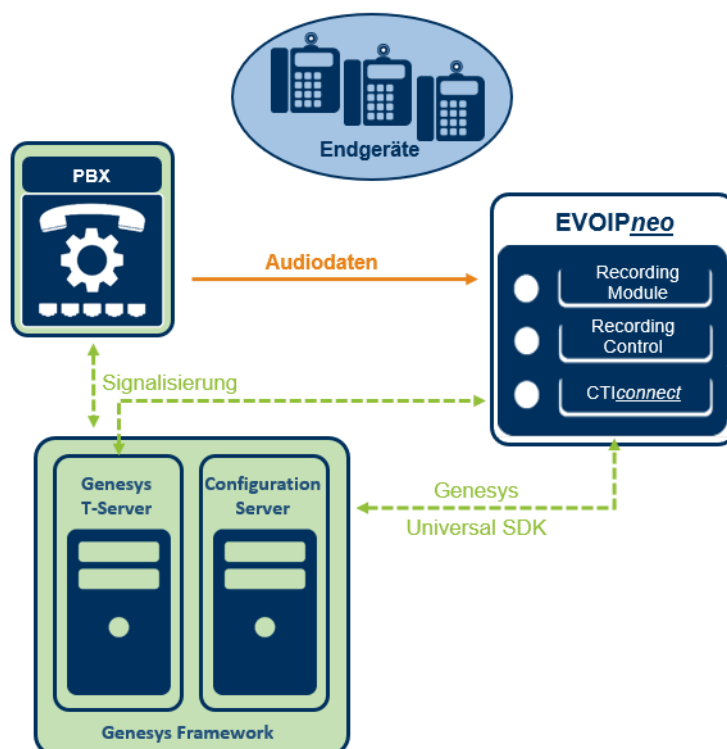 Endgeräte
PBX
EVOIPneo
Audiodaten
Recording
Module
Recording
Control
CTIconnect
Signalisierung
Genesys
T-Server
Configuration
Server
Genesys
Universal SDK
Genesys Framework